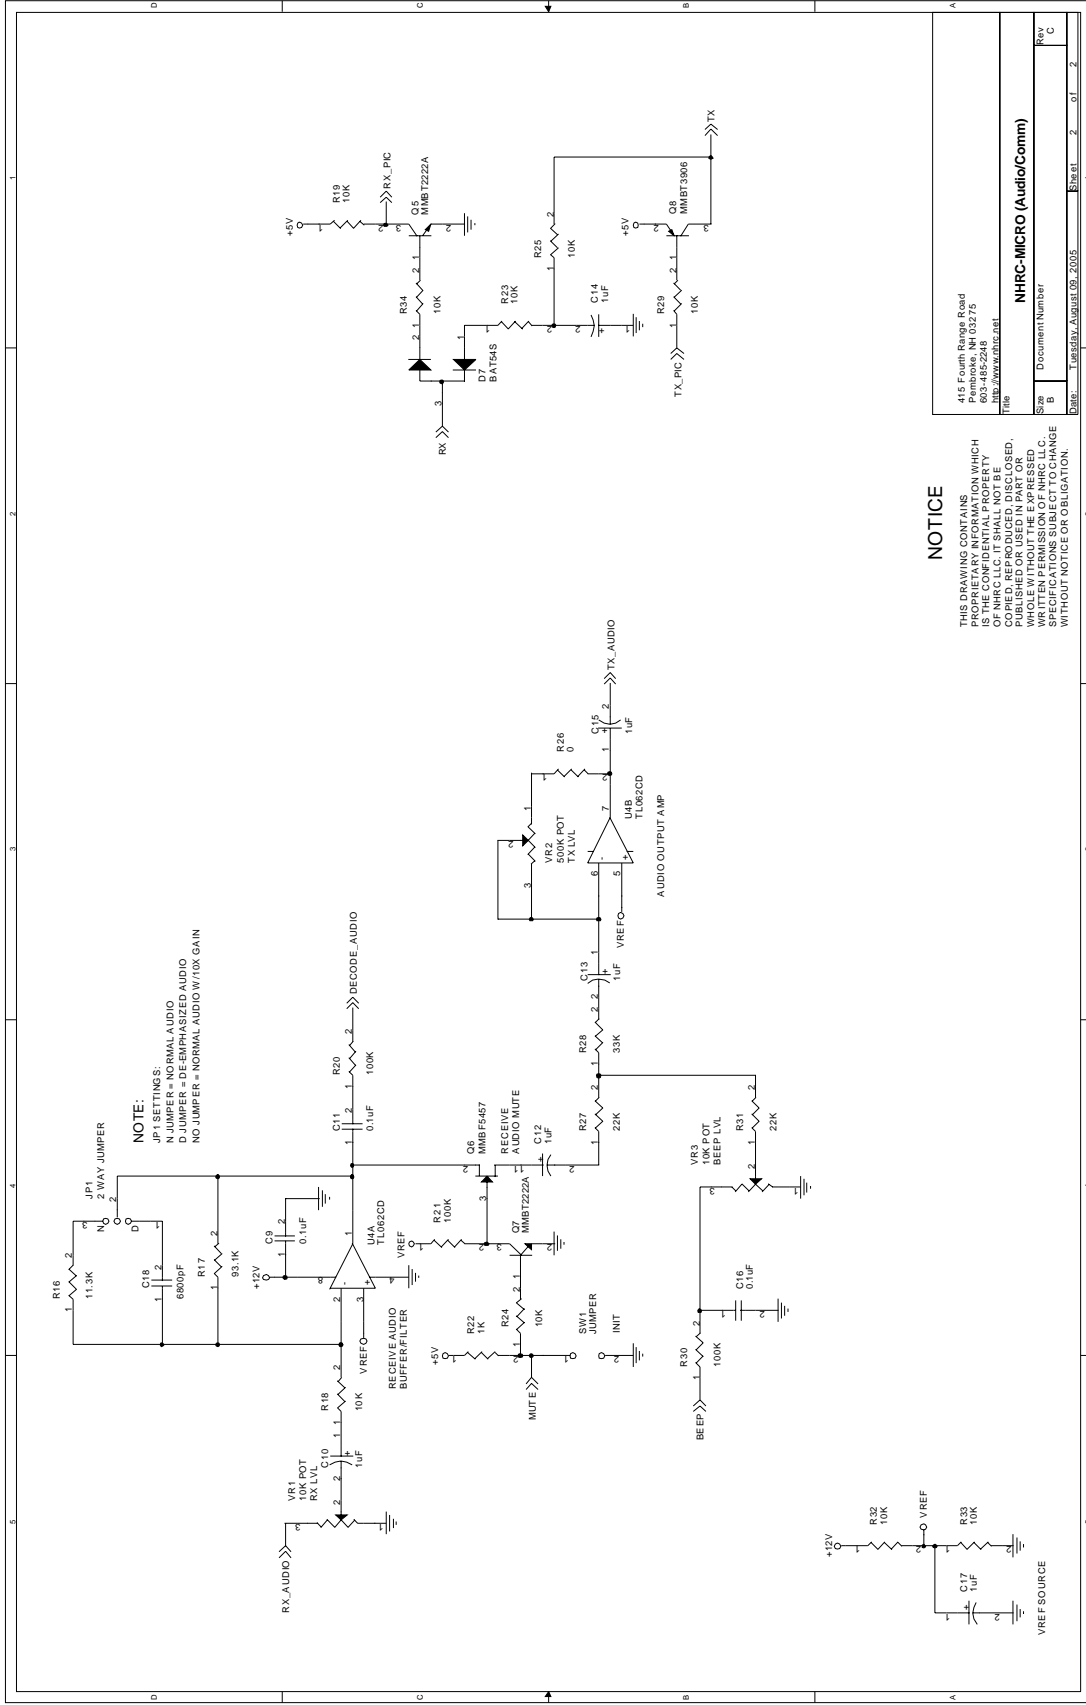 5
4
3
2
1
D
C
B
A
RX_AUDIO
VR1
10K POT
RX LVL
C10
1uF
R18
10K
R16
11.3K
C18
6800pF
R17
93.1K
JP1
2 WAY JUMPER
N
D
NOTE:
JP1 SETTINGS:
N JUMPER = NORMAL AUDIO
D JUMPER = DE-EMPHASIZED AUDIO
NO JUMPER = NORMAL AUDIO W/10X GAIN
+12V
C9
0.1uF
U4A
TL062CD
VREF
RECEIVE AUDIO
BUFFER/FILTER
C11
0.1uF
R20
100K
DECODE_AUDIO
+5V
R22
1K
MUTE
R24
10K
SW1
JUMPER
INIT
VREF
R21
100K
Q7
MMBT2222A
Q6
MMBF5457
RECEIVE
AUDIO MUTE
C12
1uF
R27
22K
R28
33K
C13
1uF
VREF
VR2
500K POT
TX LVL
R26
0
U4B
TL062CD
AUDIO OUTPUT AMP
C15
1uF
TX_AUDIO
BEEP
R30
100K
C16
0.1uF
VR3
10K POT
BEEP LVL
R31
22K
+12V
R32
10K
VREF
R33
10K
C17
1uF
VREF SOURCE
RX
D7
BAT54S
R34
10K
+5V
R19
10K
RX_PIC
Q5
MMBT2222A
R23
10K
C14
1uF
R25
10K
TX_PIC
R29
10K
+5V
Q8
MMBT3906
TX
NOTICE
THIS DRAWING CONTAINS
PROPRIETARY INFORMATION WHICH
IS THE CONFIDENTIAL PROPERTY
OF NHRC LLC. IT SHALL NOT BE
COPIED, REPRODUCED, DISCLOSED,
PUBLISHED OR USED IN PART OR
WHOLE WITHOUT THE EXPRESSED
WRITTEN PERMISSION OF NHRC LLC.
SPECIFICATIONS SUBJECT TO CHANGE
WITHOUT NOTICE OR OBLIGATION.
415 Fourth Range Road
Pembroke, NH 03275
603-485-2248
http://www.nhrc.net
Title
NHRC-MICRO (Audio/Comm)
Size
B
Document Number
Rev
C
Date: Tuesday, August 09, 2005 Sheet 2 of 2